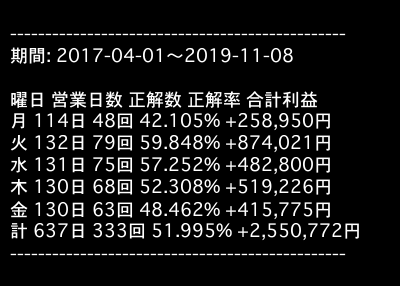 ------------------------------------------------
期間: 2017-04-01〜2019-11-08
曜日 営業日数 正解数 正解率 合計利益
月 114日 48回 42.105% +258,950円
火 132日 79回 59.848% +874,021円
水 131日 75回 57.252% +482,800円
木 130日 68回 52.308% +519,226円
金 130日 63回 48.462% +415,775円
計 637日 333回 51.995% +2,550,772円
------------------------------------------------